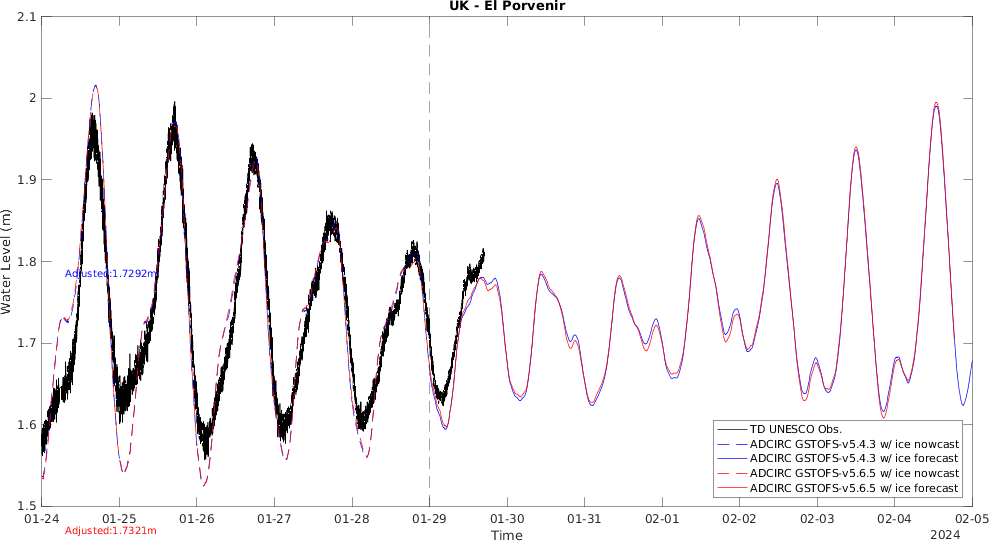 UK - El Porvenir
2.1
2
1.9
1.8
1.7
1.6
1.5
Water Level (m)
Adjusted:1.7292m
Adjusted:1.7321m
TD UNESCO Obs.
ADCIRC GSTOFS-v5.4.3 w/ ice nowcast
ADCIRC GSTOFS-v5.4.3 w/ ice forecast
ADCIRC GSTOFS-v5.6.5 w/ ice nowcast
ADCIRC GSTOFS-v5.6.5 w/ ice forecast
01-24 01-25 01-26 01-27 01-28 01-29 01-30 01-31 02-01 02-02 02-03 02-04 02-05
Time
2024